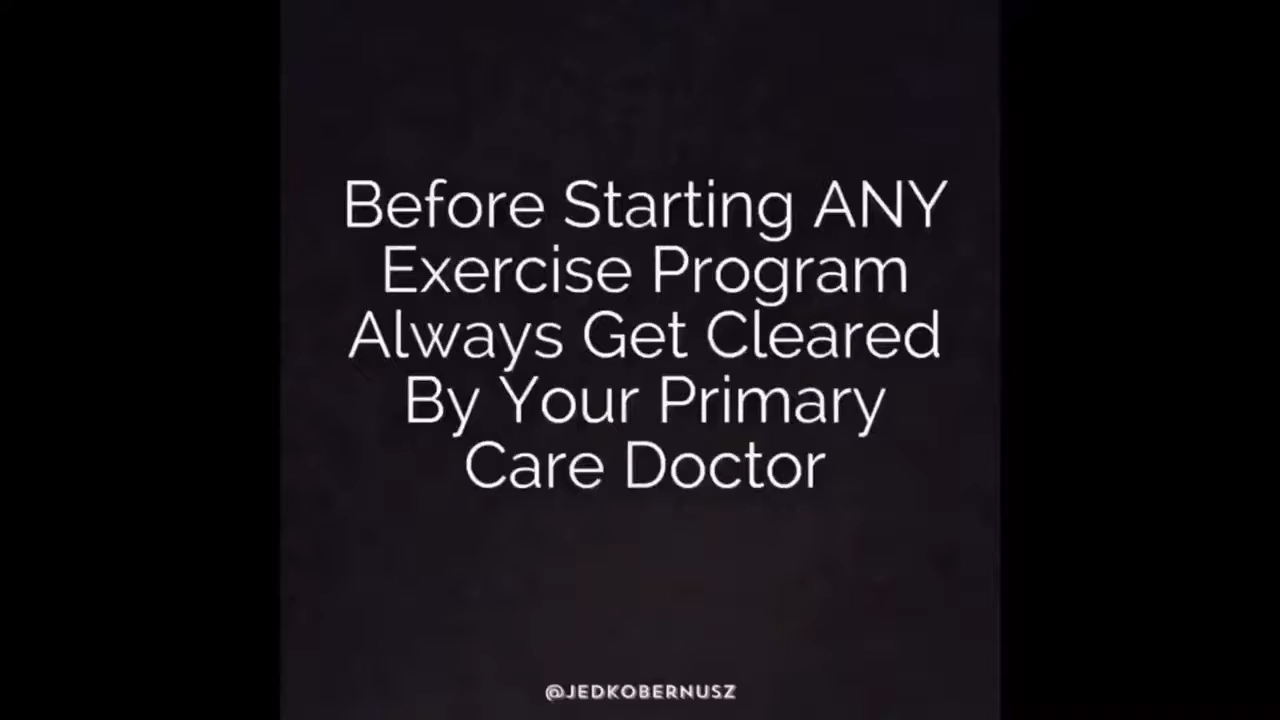 Before Starting ANY
Exercise Program
Always Get Cleared
By Your Primary
Care Doctor
@JEDKOBERNUSZ